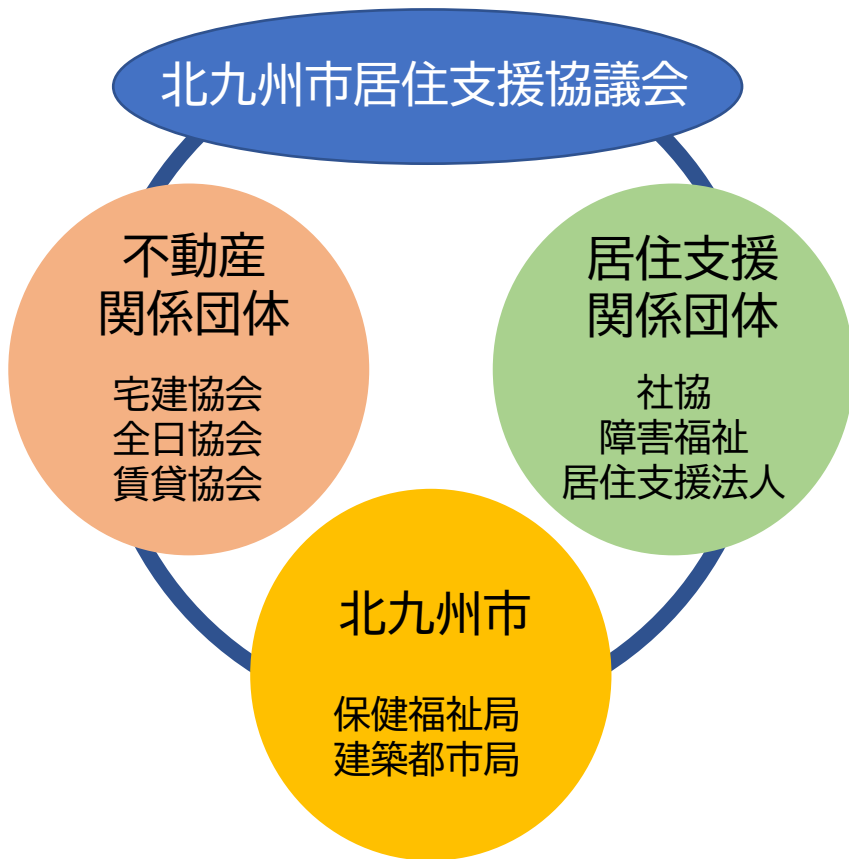 北九州市居住支援協議会
不動産
関係団体
宅建協会
全日協会
賃貸協会
居住支援
関係団体
社協
障害福祉
居住支援法人
北九州市
保健福祉局
建築都市局